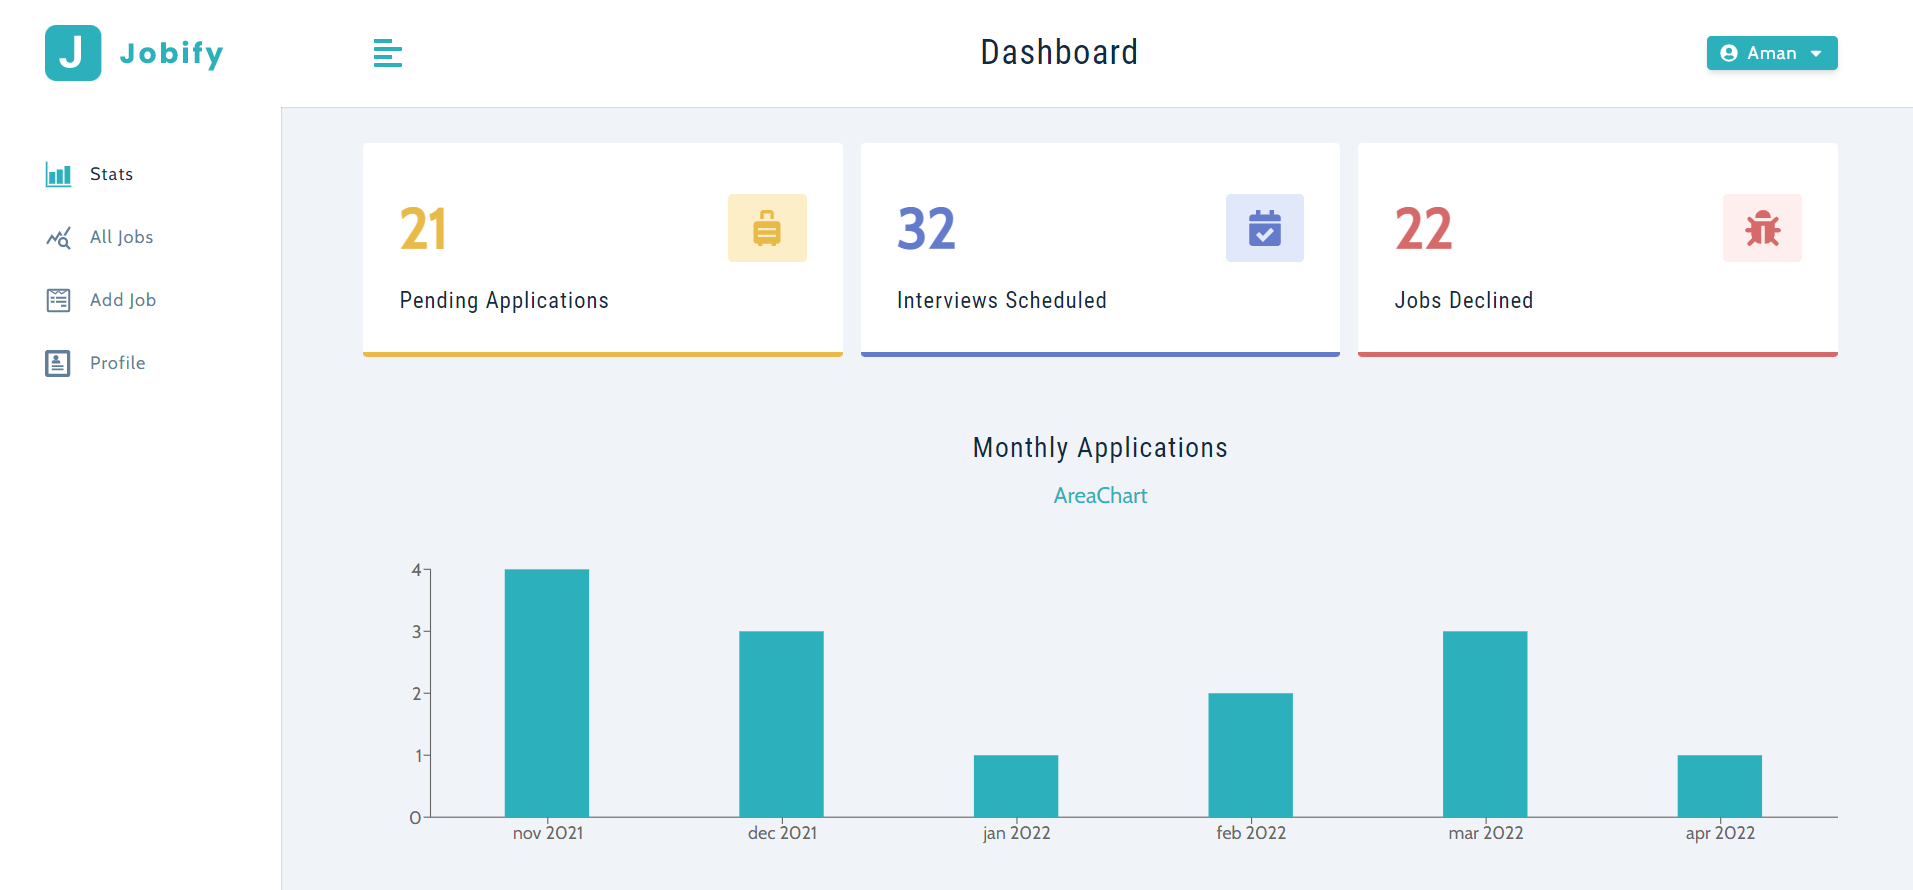 J Jobify
Dashboard
Aman
Stats
All Jobs
Add Job
Profile
21
Pending Applications
32
Interviews Scheduled
22
Jobs Declined
Monthly Applications
AreaChart
4
3
2
1
0
nov 2021 dec 2021 jan 2022 feb 2022 mar 2022 apr 2022